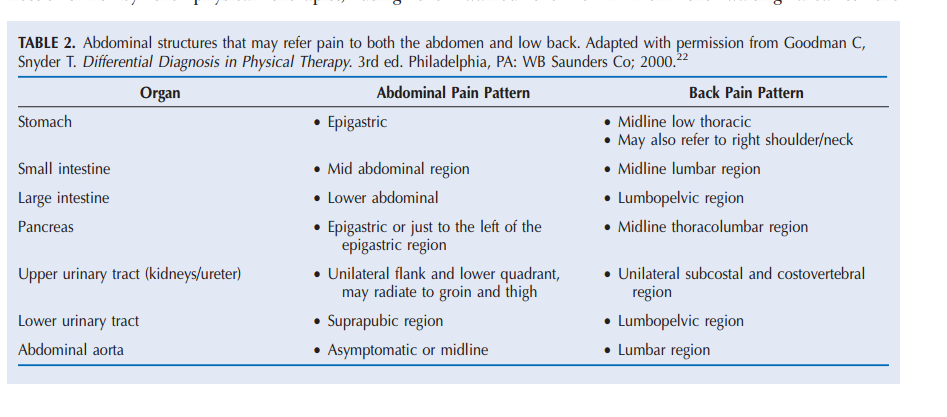 TABLE 2. Abdominal structures that may refer pain to both the abdomen and low back. Adapted with permission from Goodman C,
Snyder T. Differential Diagnosis in Physical Therapy. 3rd ed. Philadelphia, PA: WB Saunders Co; 2000.22
Organ Abdominal Pain Pattern Back Pain Pattern
Stomach • Epigastric • Midline low thoracic
• May also refer to right shoulder/neck
Small intestine • Mid abdominal region • Midline lumbar region
Large intestine • Lower abdominal • Lumbopelvic region
Pancreas • Epigastric or just to the left of the • Midline thoracolumbar region
epigastric region
Upper urinary tract (kidneys/ureter) • Unilateral flank and lower quadrant, • Unilateral subcostal and costovertebral
may radiate to groin and thigh region
Lower urinary tract • Suprapubic region • Lumbopelvic region
Abdominal aorta • Asymptomatic or midline • Lumbar region